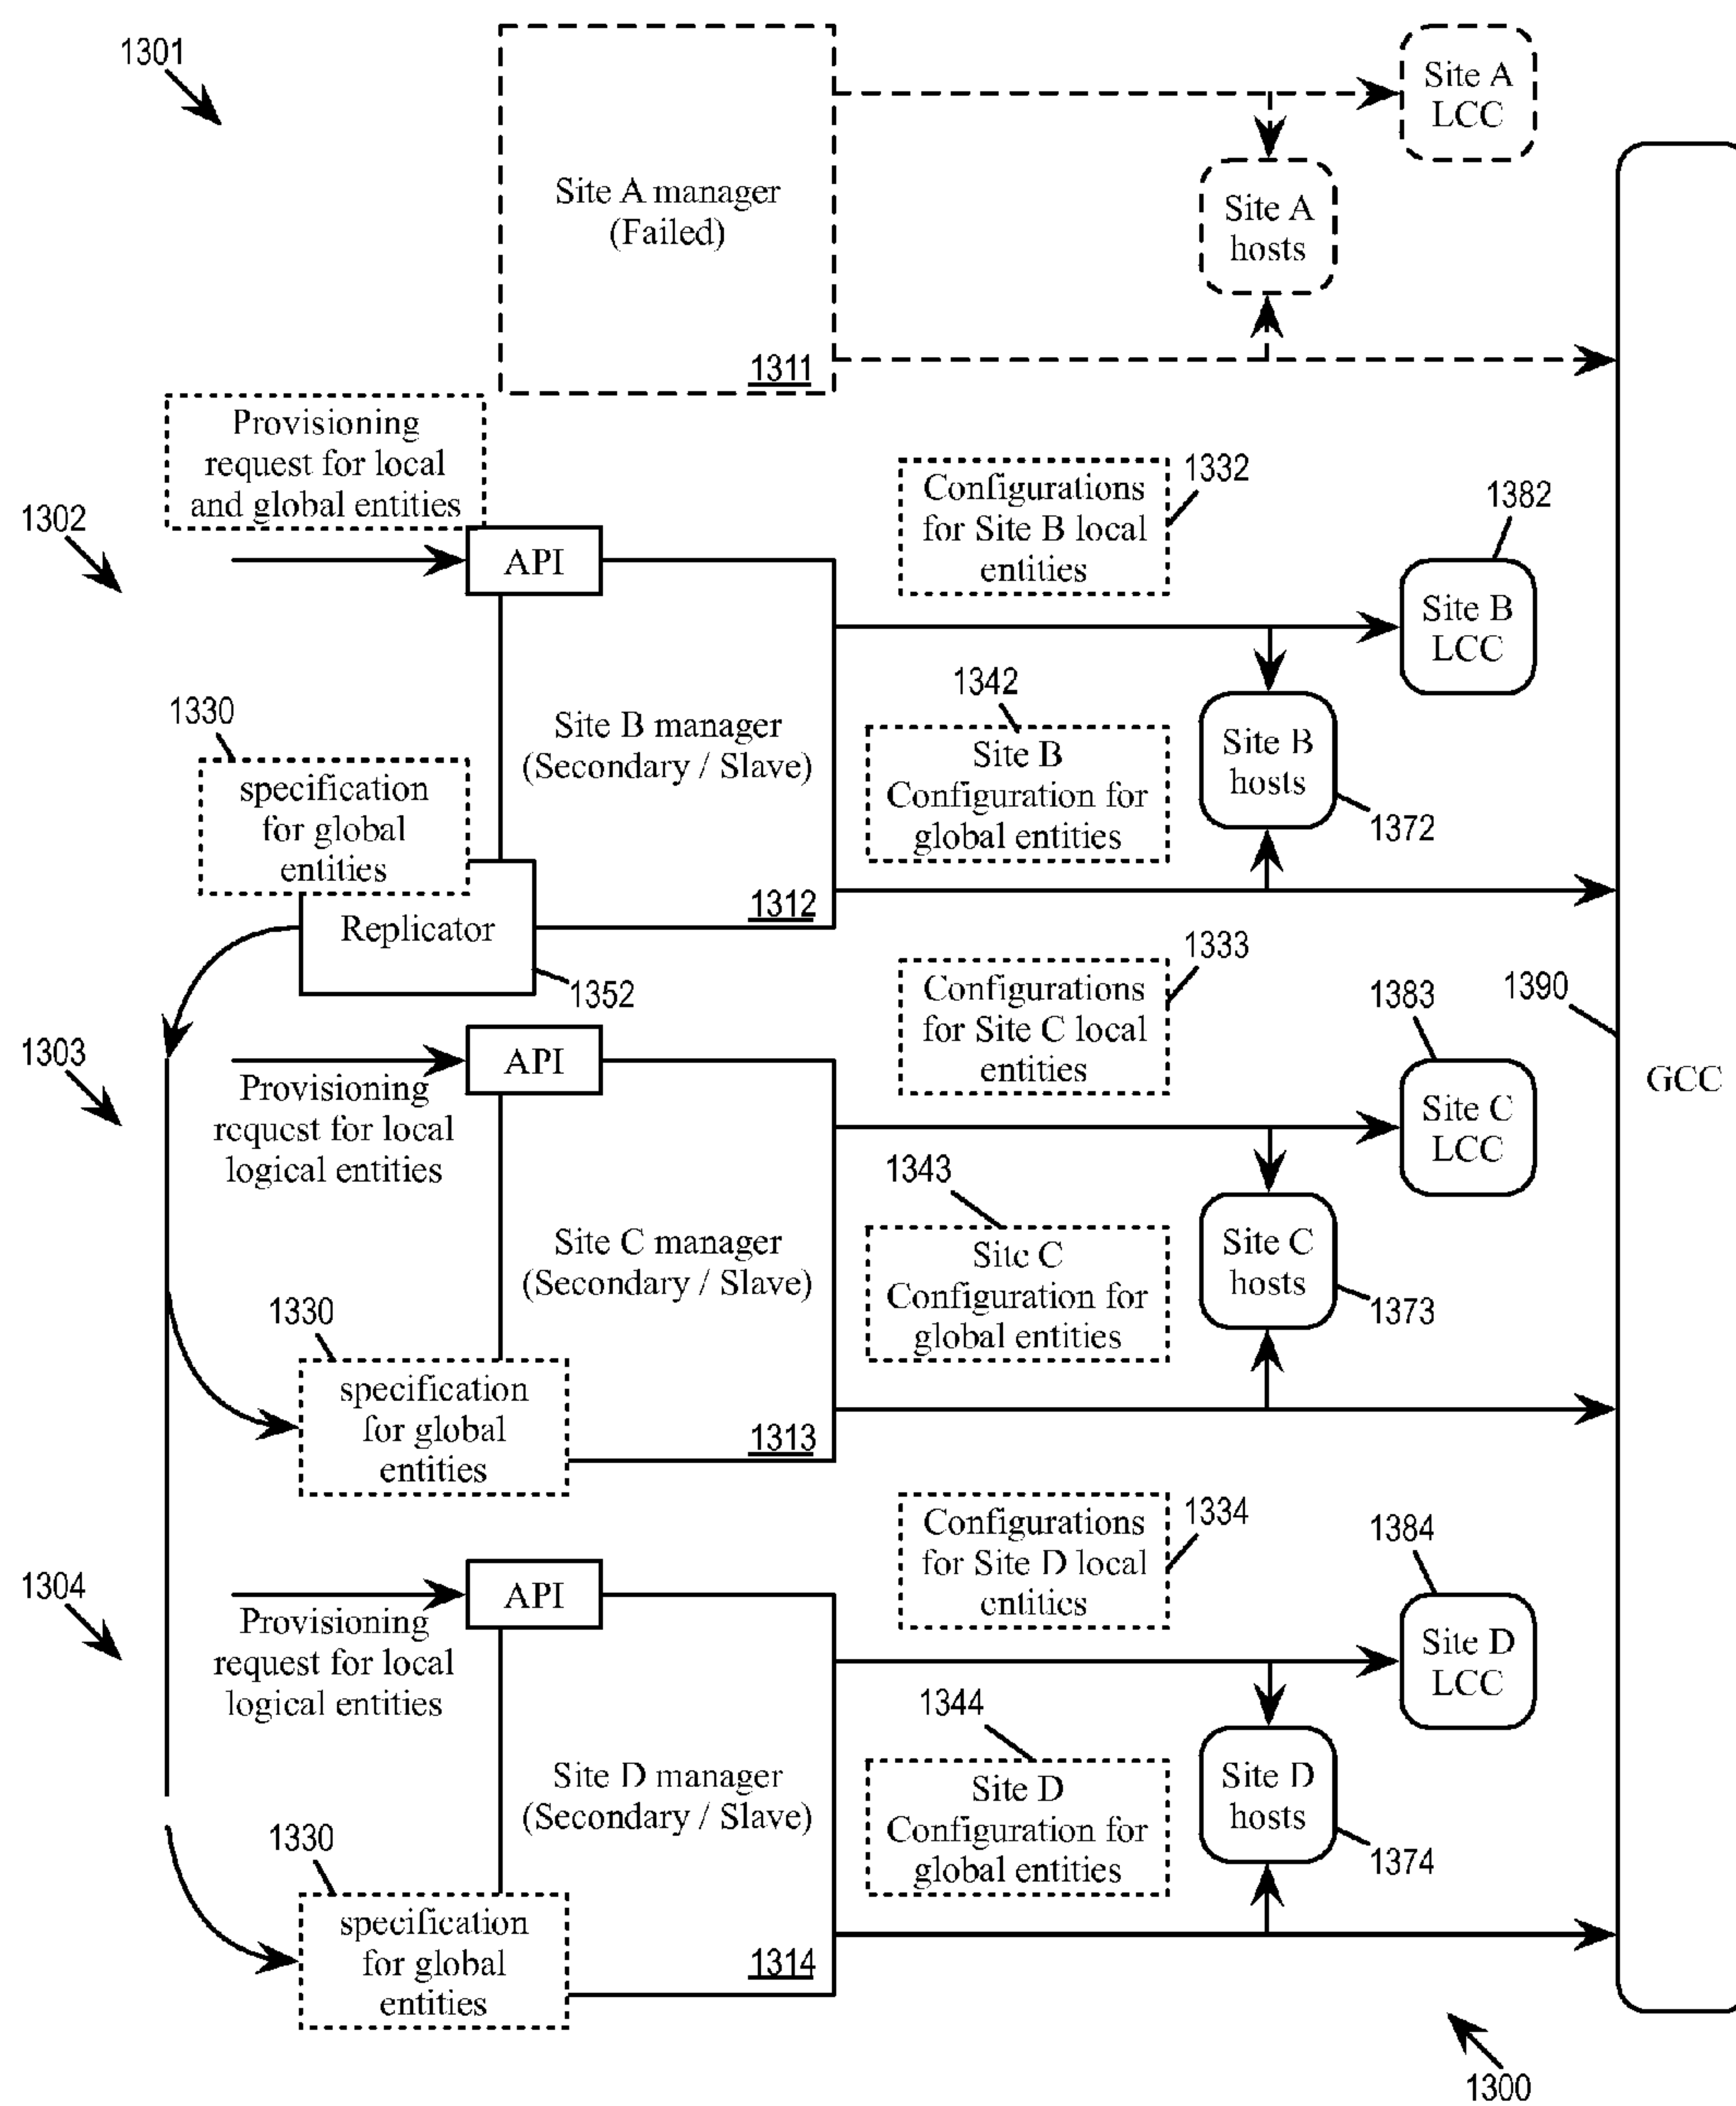 1301
Site A
LCC
Site A manager
(Failed)
Site A
hosts
1311
Provisioning
request for local
and global entities
1302
API
Configurations
for Site B local
entities
1332
1382
Site B
LCC
1330
specification
for global
entities
Site B manager
(Secondary / Slave)
1342
Site B
Configuration for
global entities
Site B
hosts
1372
1312
Replicator
1352
1303
API
Provisioning
request for local
logical entities
Configurations
for Site C local
entities
1333
1383
Site C
LCC
1390
GCC
Site C manager
(Secondary / Slave)
1343
Site C
Configuration for
global entities
Site C
hosts
1373
1330
specification
for global
entities
1313
1304
API
Provisioning
request for local
logical entities
Configurations
for Site D local
entities
1334
1384
Site D
LCC
Site D manager
(Secondary / Slave)
1344
Site D
Configuration for
global entities
Site D
hosts
1374
1330
specification
for global
entities
1314
1300